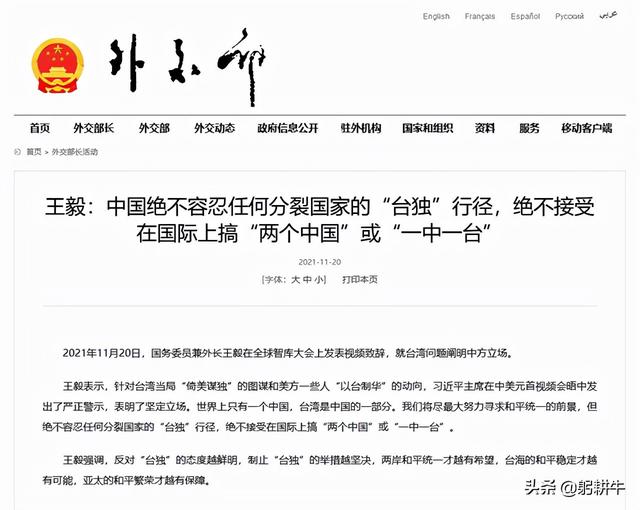 English Français Español Русский عربي
外交部
首页 外交部长 外交部 外交动态 政府信息公开 驻外机构 国家和组织 资料 服务 移动客户端
首页 > 外交部长活动
王毅：中国绝不容忍任何分裂国家的“台独”行径，绝不接受
在国际上搞“两个中国”或“一中一台”
2021-11-20
[字体：大 中 小] 打印本页
2021年11月20日，国务委员兼外长王毅在全球智库大会上发表视频致辞，就台湾问题阐明中方立场。
王毅表示，针对台湾当局“倚美谋独”的图谋和美方一些人“以台制华”的动向，习近平主席在中美元首视频会晤中发
出了严正警示，表明了坚定立场。世界上只有一个中国，台湾是中国的一部分。我们将尽最大努力寻求和平统一的前景，但
绝不容忍任何分裂国家的“台独”行径，绝不接受在国际上搞“两个中国”或“一中一台”。
王毅强调，反对“台独”的态度越鲜明，制止“台独”的举措越坚决，两岸和平统一才越有希望，台海的和平稳定才越
有可能，亚太的和平繁荣才越有保障。
头条 @躬耕牛